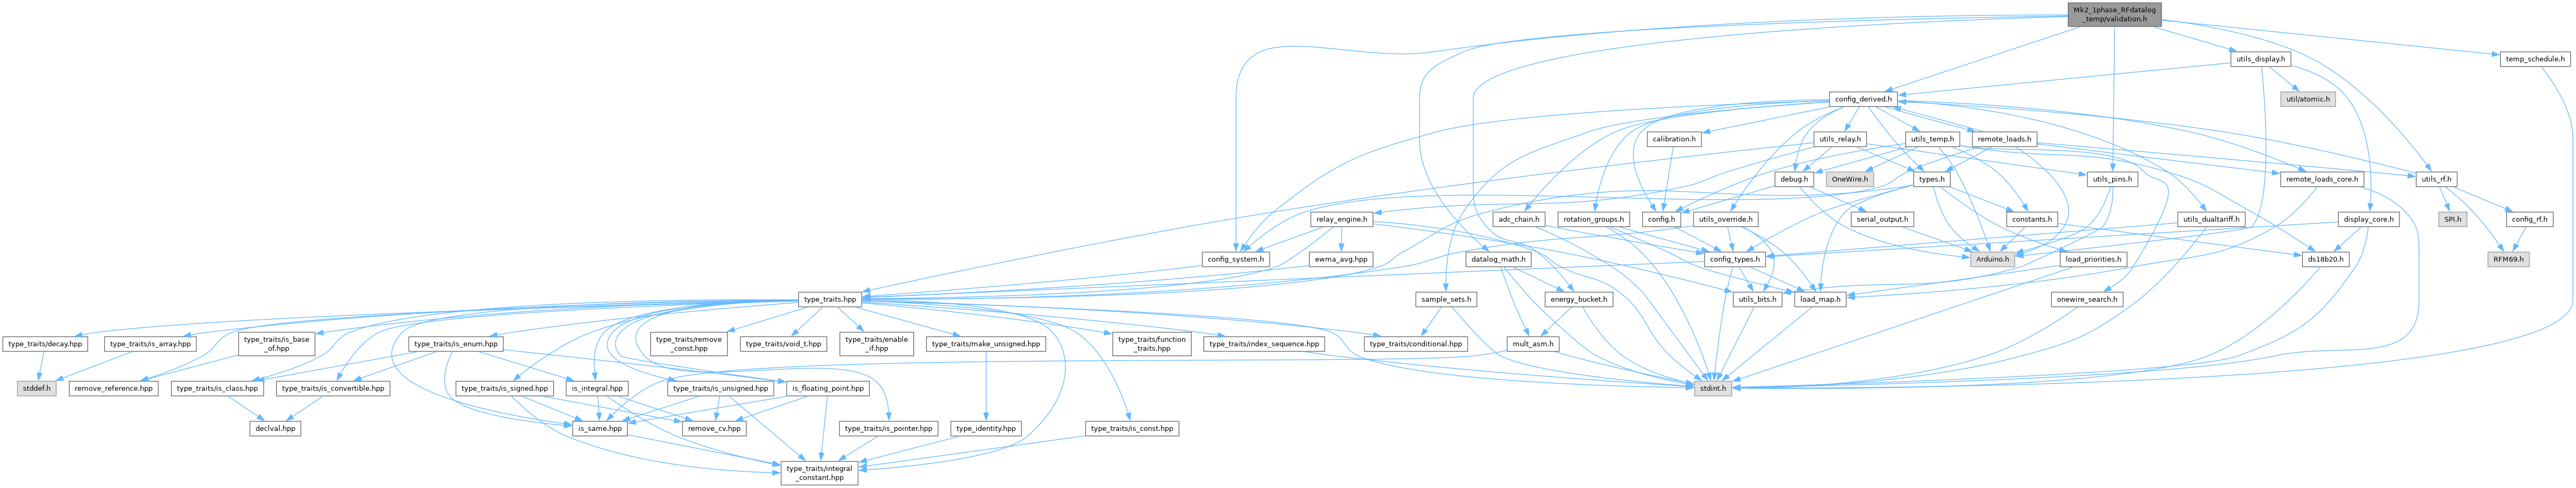 Mk2_1phase_RFdatalog
_temp/validation.h
temp_schedule.h
utils_display.h
config_derived.h
util/atomic.h
calibration.h
utils_relay.h
utils_temp.h
remote_loads.h
debug.h
OneWire.h
types.h
utils_pins.h
remote_loads_core.h
utils_rf.h
relay_engine.h
adc_chain.h
rotation_groups.h
config.h
utils_override.h
serial_output.h
constants.h
utils_dualtariff.h
display_core.h
SPI.h
config_rf.h
config_system.h
ewma_avg.hpp
datalog_math.h
config_types.h
Arduino.h
load_priorities.h
ds18b20.h
RFM69.h
type_traits.hpp
sample_sets.h
energy_bucket.h
utils_bits.h
load_map.h
onewire_search.h
type_traits/decay.hpp
type_traits/is_array.hpp
type_traits/is_base
_of.hpp
type_traits/is_enum.hpp
type_traits/remove
_const.hpp
type_traits/void_t.hpp
type_traits/enable
_if.hpp
type_traits/make_unsigned.hpp
type_traits/function
_traits.hpp
type_traits/index_sequence.hpp
type_traits/conditional.hpp
mult_asm.h
stddef.h
remove_reference.hpp
type_traits/is_class.hpp
type_traits/is_convertible.hpp
type_traits/is_signed.hpp
is_integral.hpp
type_traits/is_unsigned.hpp
is_floating_point.hpp
stdint.h
declval.hpp
is_same.hpp
remove_cv.hpp
type_traits/is_pointer.hpp
type_identity.hpp
type_traits/is_const.hpp
type_traits/integral
_constant.hpp